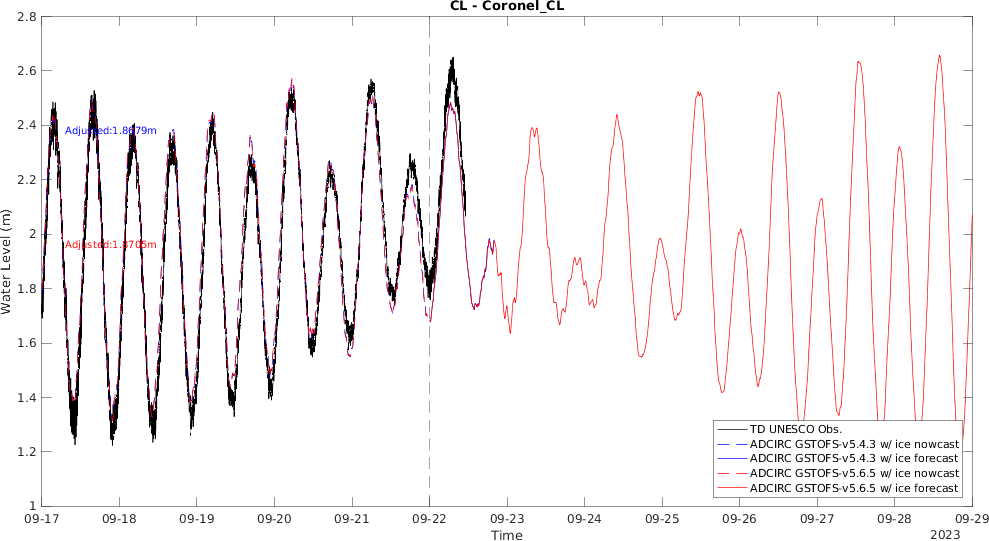 CL - Coronel_CL
2.8
2.6
2.4
2.2
2
1.8
1.6
1.4
1.2
1
Water Level (m)
Adjusted:1.8679m
Adjusted:1.8705m
TD UNESCO Obs.
ADCIRC GSTOFS-v5.4.3 w/ ice nowcast
ADCIRC GSTOFS-v5.4.3 w/ ice forecast
ADCIRC GSTOFS-v5.6.5 w/ ice nowcast
ADCIRC GSTOFS-v5.6.5 w/ ice forecast
09-17 09-18 09-19 09-20 09-21 09-22 09-23 09-24 09-25 09-26 09-27 09-28 09-29
Time
2023